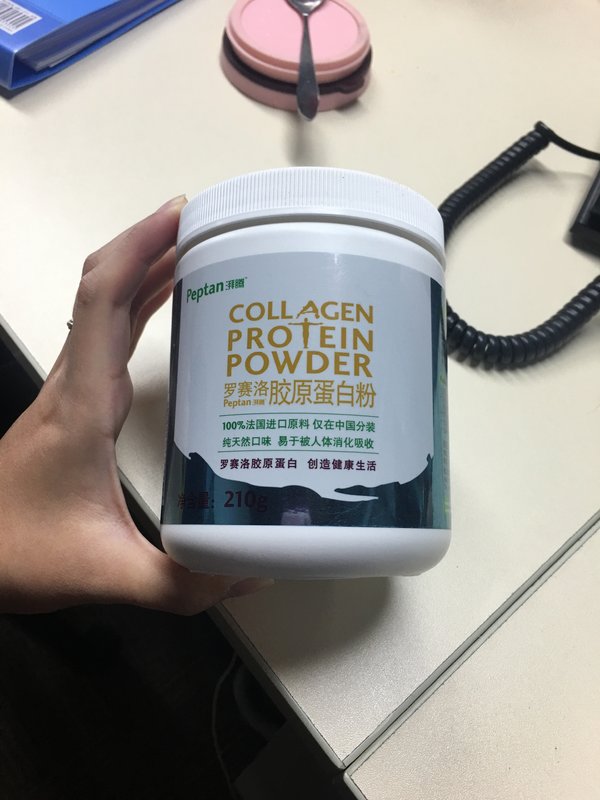 Peptan 湃腾
COLLAGEN
PROTEIN
POWDER
罗赛洛
Peptan 湃腾
胶原蛋白粉
100%法国进口原料 仅在中国分装
纯天然口味 易于被人体消化吸收
罗赛洛胶原蛋白 创造健康生活
净含量: 210g